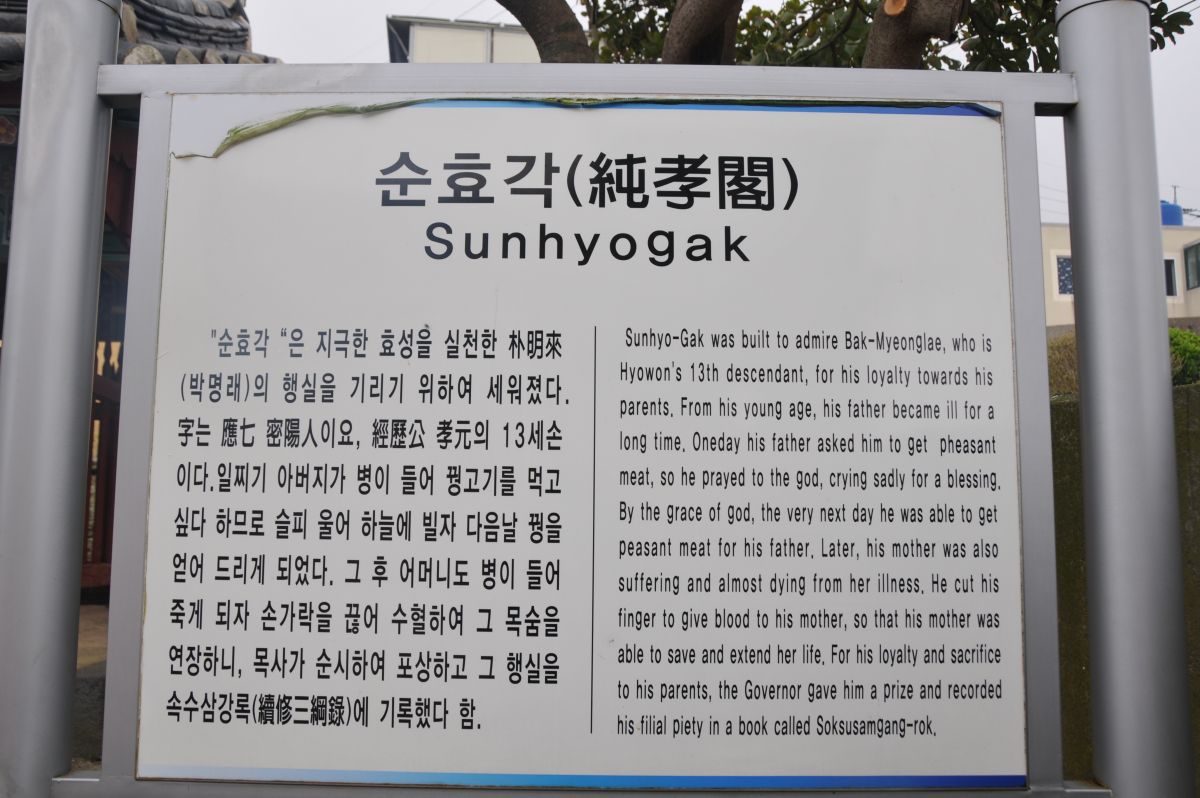 순효각(純孝閣)
Sunhyogak
"순효각 “은 지극한 효성을 실천한 朴明來
(박명래)의 행실을 기리기 위하여 세워졌다.
字는 應七 密陽人이요, 經歷公 孝元의 13세손
이다.일찌기 아버지가 병이 들어 꿩고기를 먹고
싶다 하므로 슬피 울어 하늘에 빌자 다음날 꿩을
얻어 드리게 되었다. 그 후 어머니도 병이 들어
죽게 되자 손가락을 끊어 수혈하여 그 목숨을
연장하니, 목사가 순시하여 포상하고 그 행실을
속수삼강록(續修三綱錄)에 기록했다 함.
Sunhyo-Gak was built to admire Bak-Myeonglae, who is
Hyowon's 13th descendant, for his loyalty towards his
parents. From his young age, his father became ill for a
long time. Oneday his father asked him to get pheasant
meat, so he prayed to the god, crying sadly for a blessing.
By the grace of god, the very next day he was able to get
peasant meat for his father. Later, his mother was also
suffering and almost dying from her illness. He cut his
finger to give blood to his mother, so that his mother was
able to save and extend her life. For his loyalty and sacrifice
to his parents, the Governor gave him a prize and recorded
his filial piety in a book called Soksusamgang-rok.